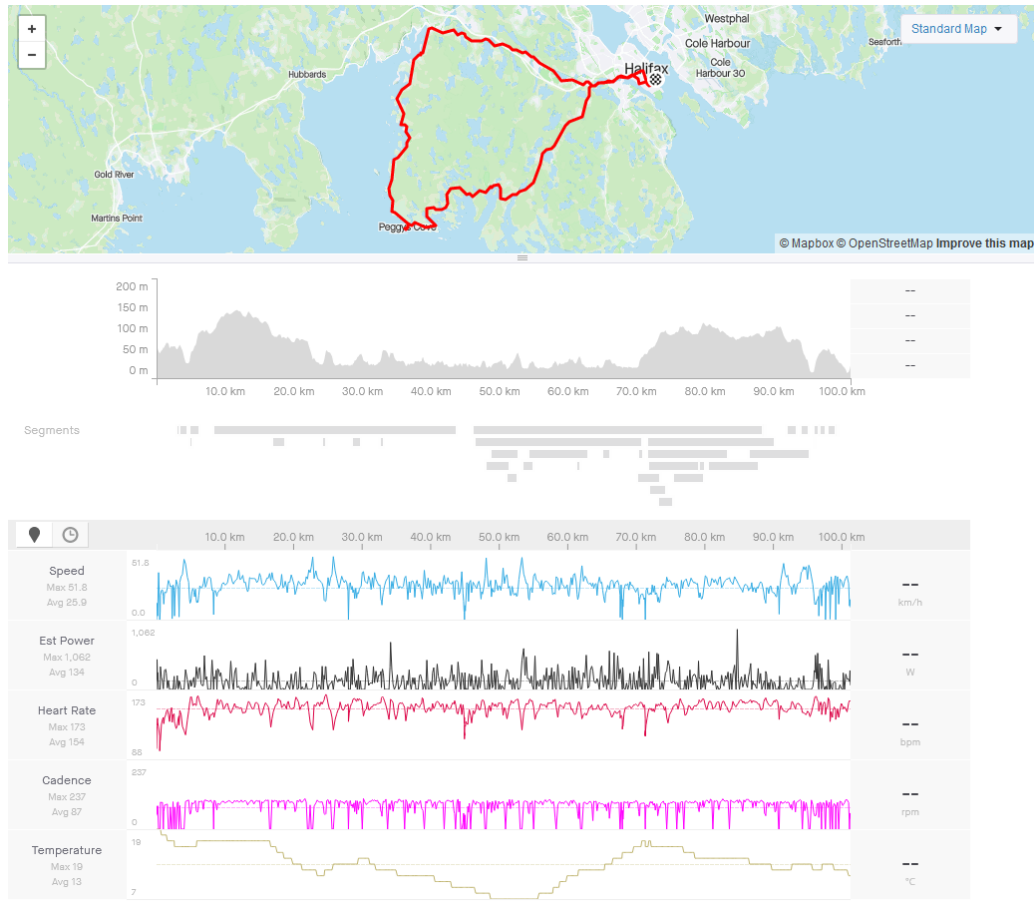 +
−
Westphal
Standard Map
Cole Harbour
Seaforth
Halifax
Cole
Harbour 30
Hubbards
Gold River
Martins Point
Peggys Cove
© Mapbox © OpenStreetMap Improve this map
200 m
150 m
100 m
50 m
0 m
--
--
--
--
10.0 km 20.0 km 30.0 km 40.0 km 50.0 km 60.0 km 70.0 km 80.0 km 90.0 km 100.0 km
Segments
10.0 km 20.0 km 30.0 km 40.0 km 50.0 km 60.0 km 70.0 km 80.0 km 90.0 km 100.0 km
Speed
Max 51.8
Avg 25.9
51.8
0.0
--
km/h
Est Power
Max 1,062
Avg 134
1,062
0
--
W
Heart Rate
Max 173
Avg 154
173
68
--
bpm
Cadence
Max 237
Avg 87
237
0
--
rpm
Temperature
Max 19
Avg 13
19
7
--
°C